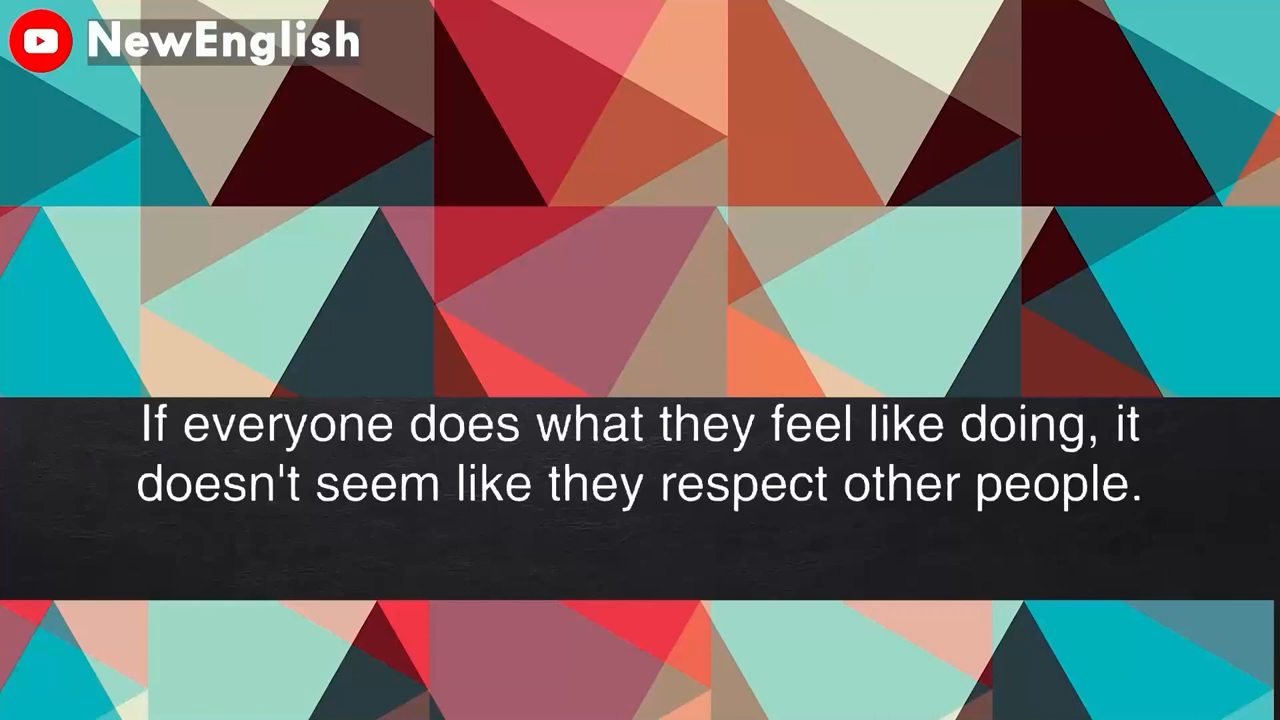 NewEnglish
If everyone does what they feel like doing, it
doesn't seem like they respect other people.